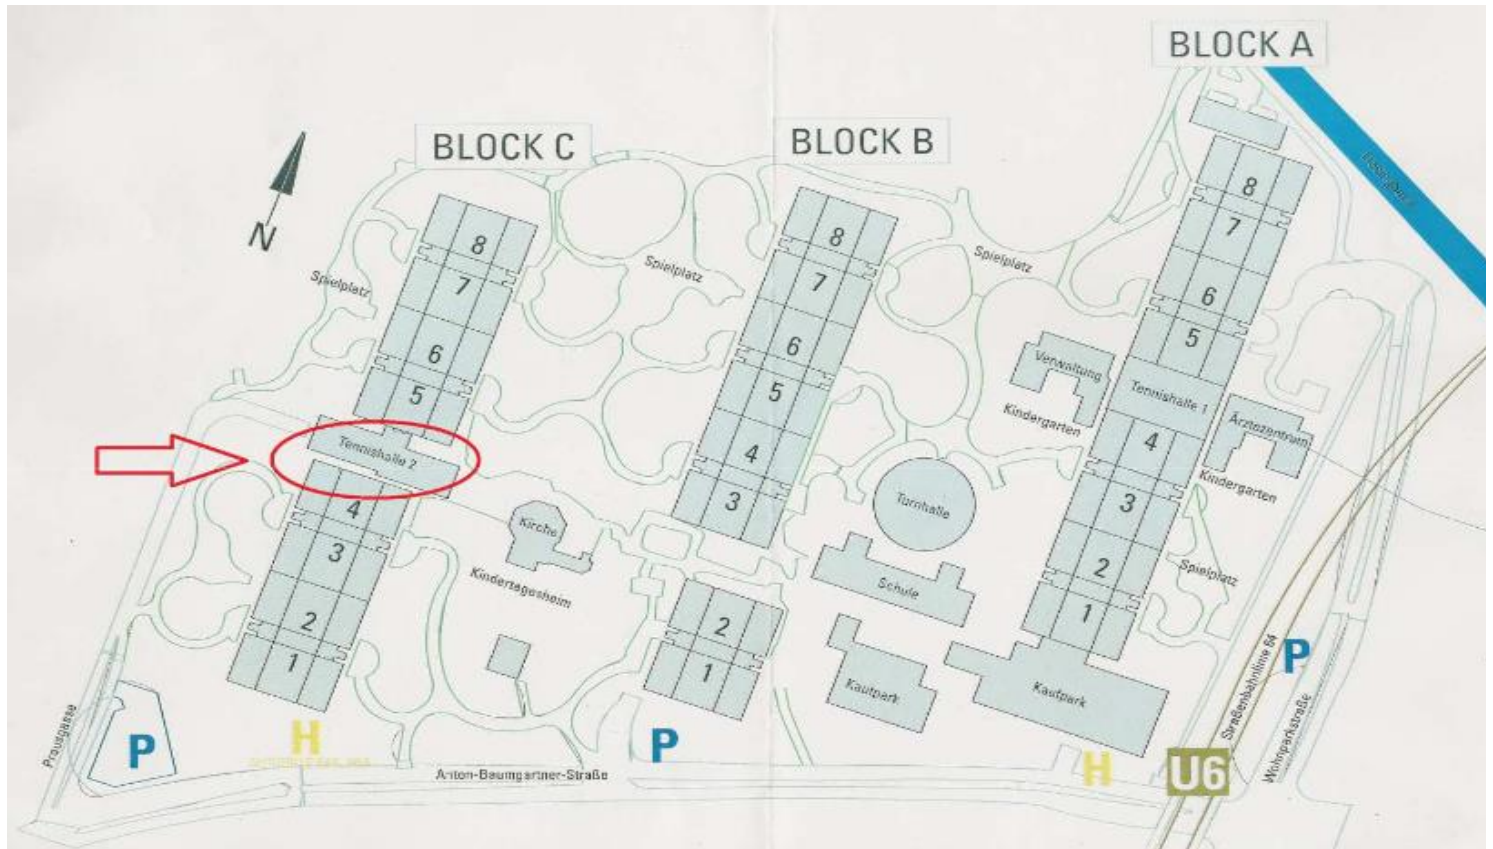 BLOCK A
BLOCK B
BLOCK C
N
8
7
6
5
Tennishalle 2
4
3
2
1
Spielplatz
Spielplatz
Kirche
Kindertagesheim
8
7
6
5
4
3
2
1
Spielplatz
Verwaltung
Kindergarten
Turnhalle
Schule
Kaufpark
8
7
6
5
Tennishalle 1
4
3
2
1
Kaufpark
Ärztezentrum
Kindergarten
Spielplatz
Straßenbahnlinie 64
P
Wohnparkstraße
Prousgasse
P
H
Anton-Baumgartner-Straße
P
H
U6